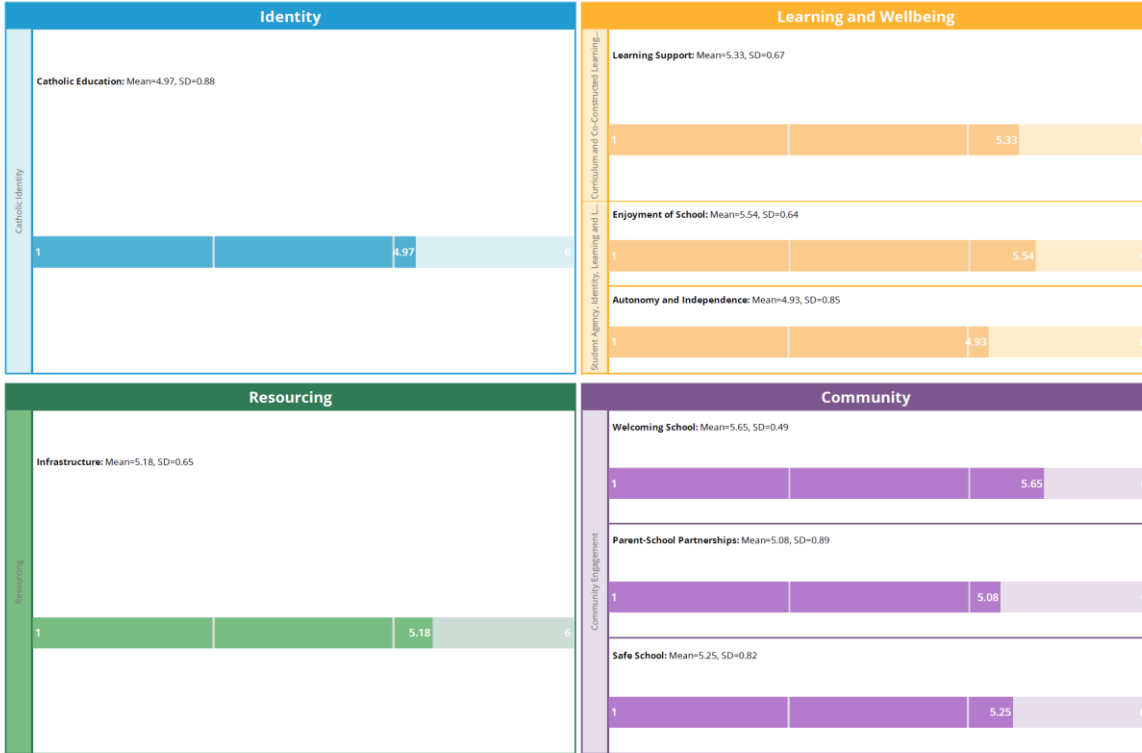 Identity
Catholic Identity
Catholic Education: Mean=4.97, SD=0.88
1 4.97 6
Learning and Wellbeing
Curriculum and Co-Constructed Learning...
Learning Support: Mean=5.33, SD=0.67
1 5.33
Student Agency, Identity, Learning and L...
Enjoyment of School: Mean=5.54, SD=0.64
1 5.54
Autonomy and Independence: Mean=4.93, SD=0.85
1 4.93
Resourcing
Resourcing
Infrastructure: Mean=5.18, SD=0.65
1 5.18 6
Community
Community Engagement
Welcoming School: Mean=5.65, SD=0.49
1 5.65
Parent-School Partnerships: Mean=5.08, SD=0.89
1 5.08
Safe School: Mean=5.25, SD=0.82
1 5.25